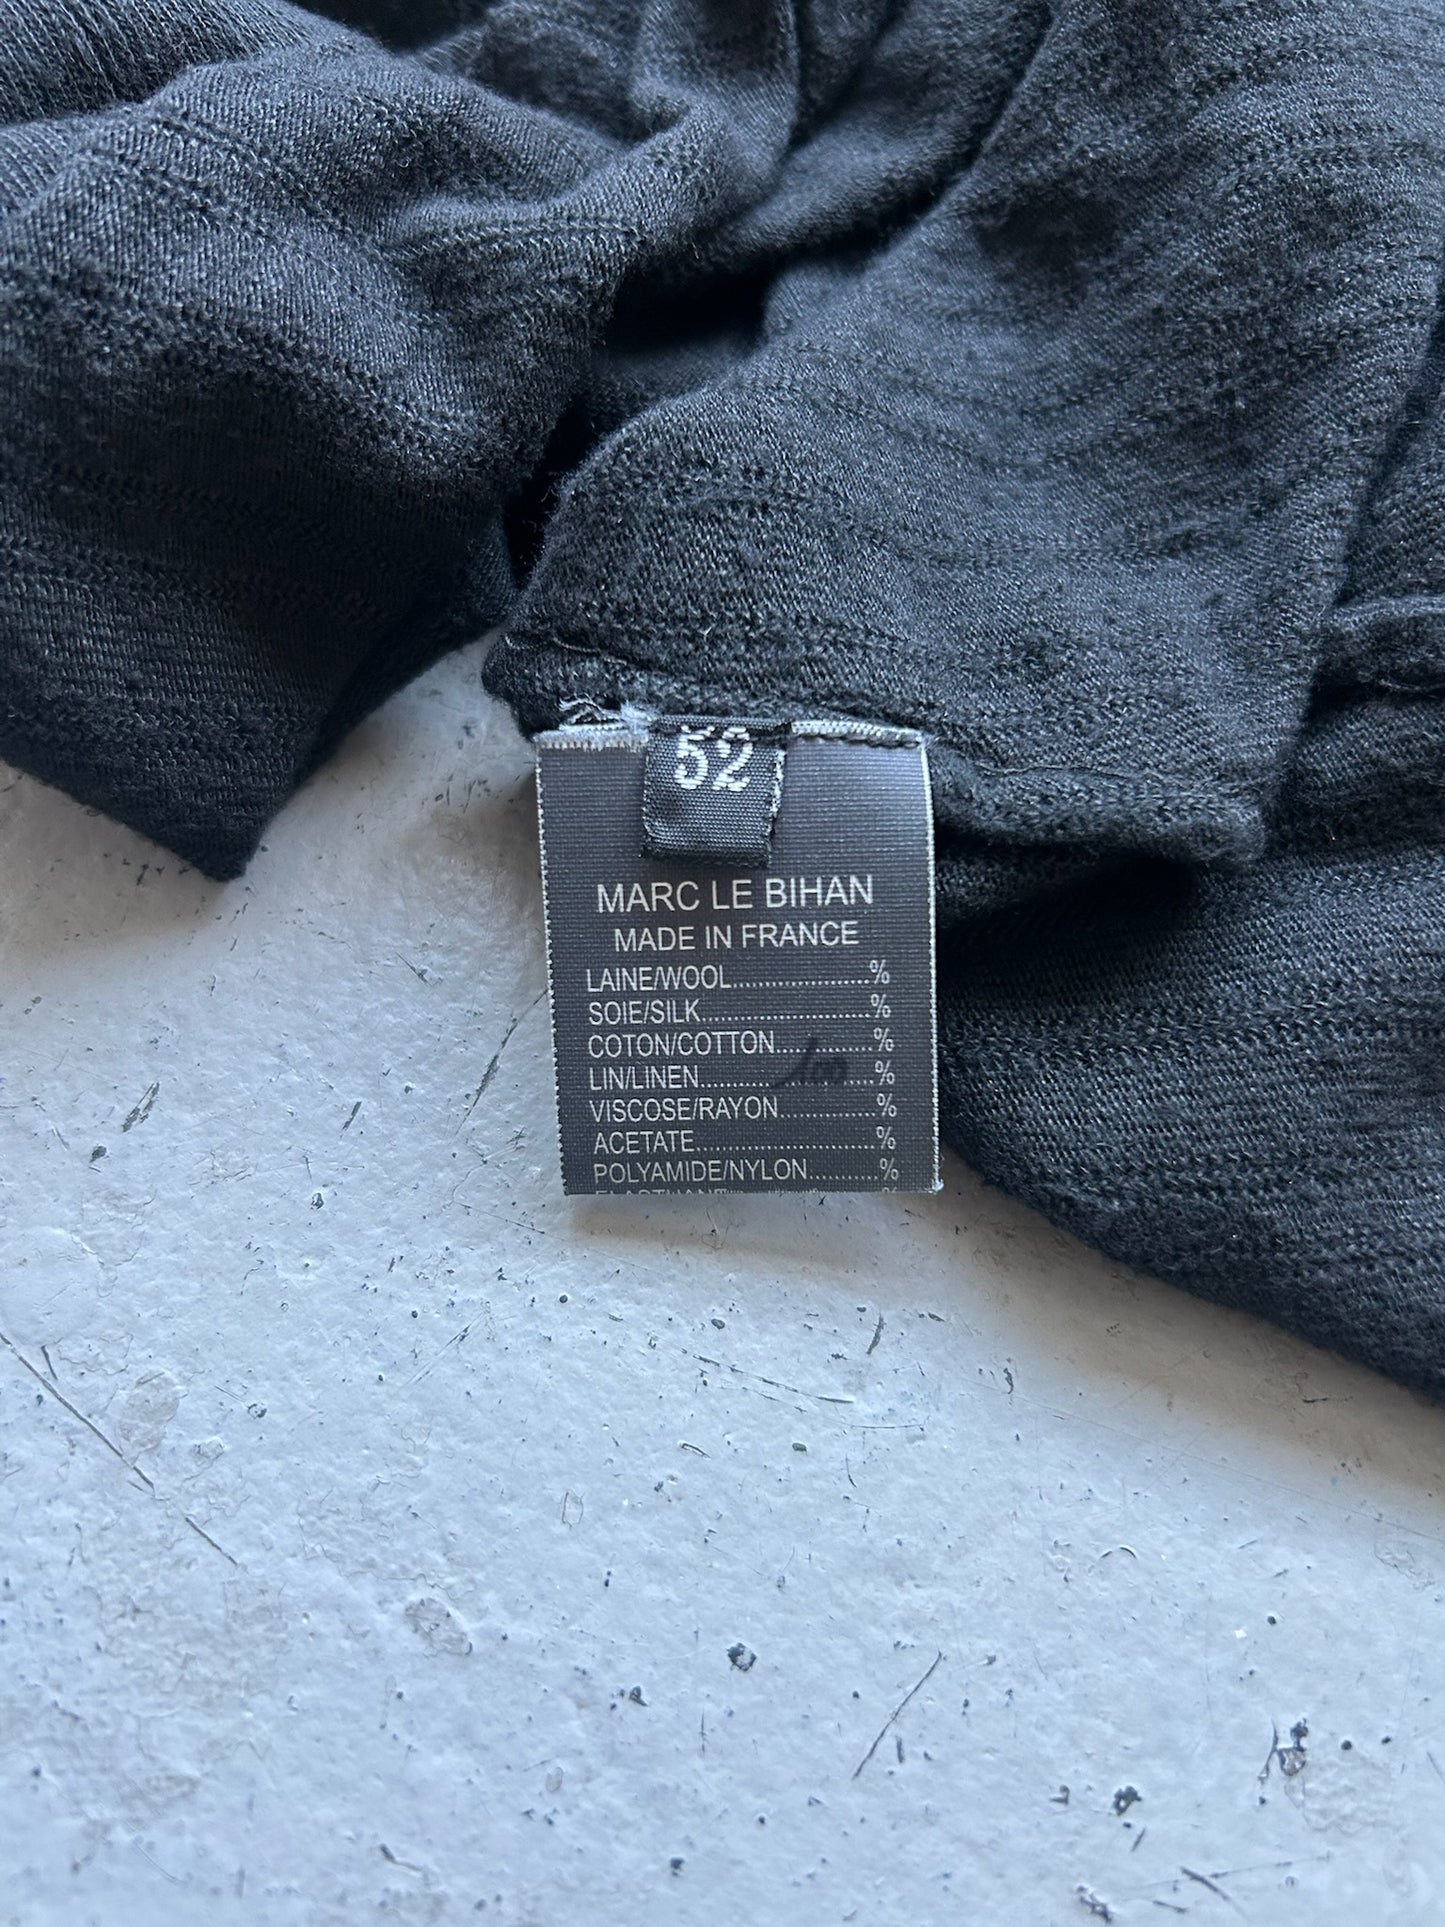 52
MARC LE BIHAN
MADE IN FRANCE
LAINE/WOOL....................%
SOIE/SILK.........................%
COTON/COTTON..............%
LIN/LINEN...........100.........%
VISCOSE/RAYON..............%
ACETATE..........................%
POLYAMIDE/NYLON..........%
ELASTHANE....................%